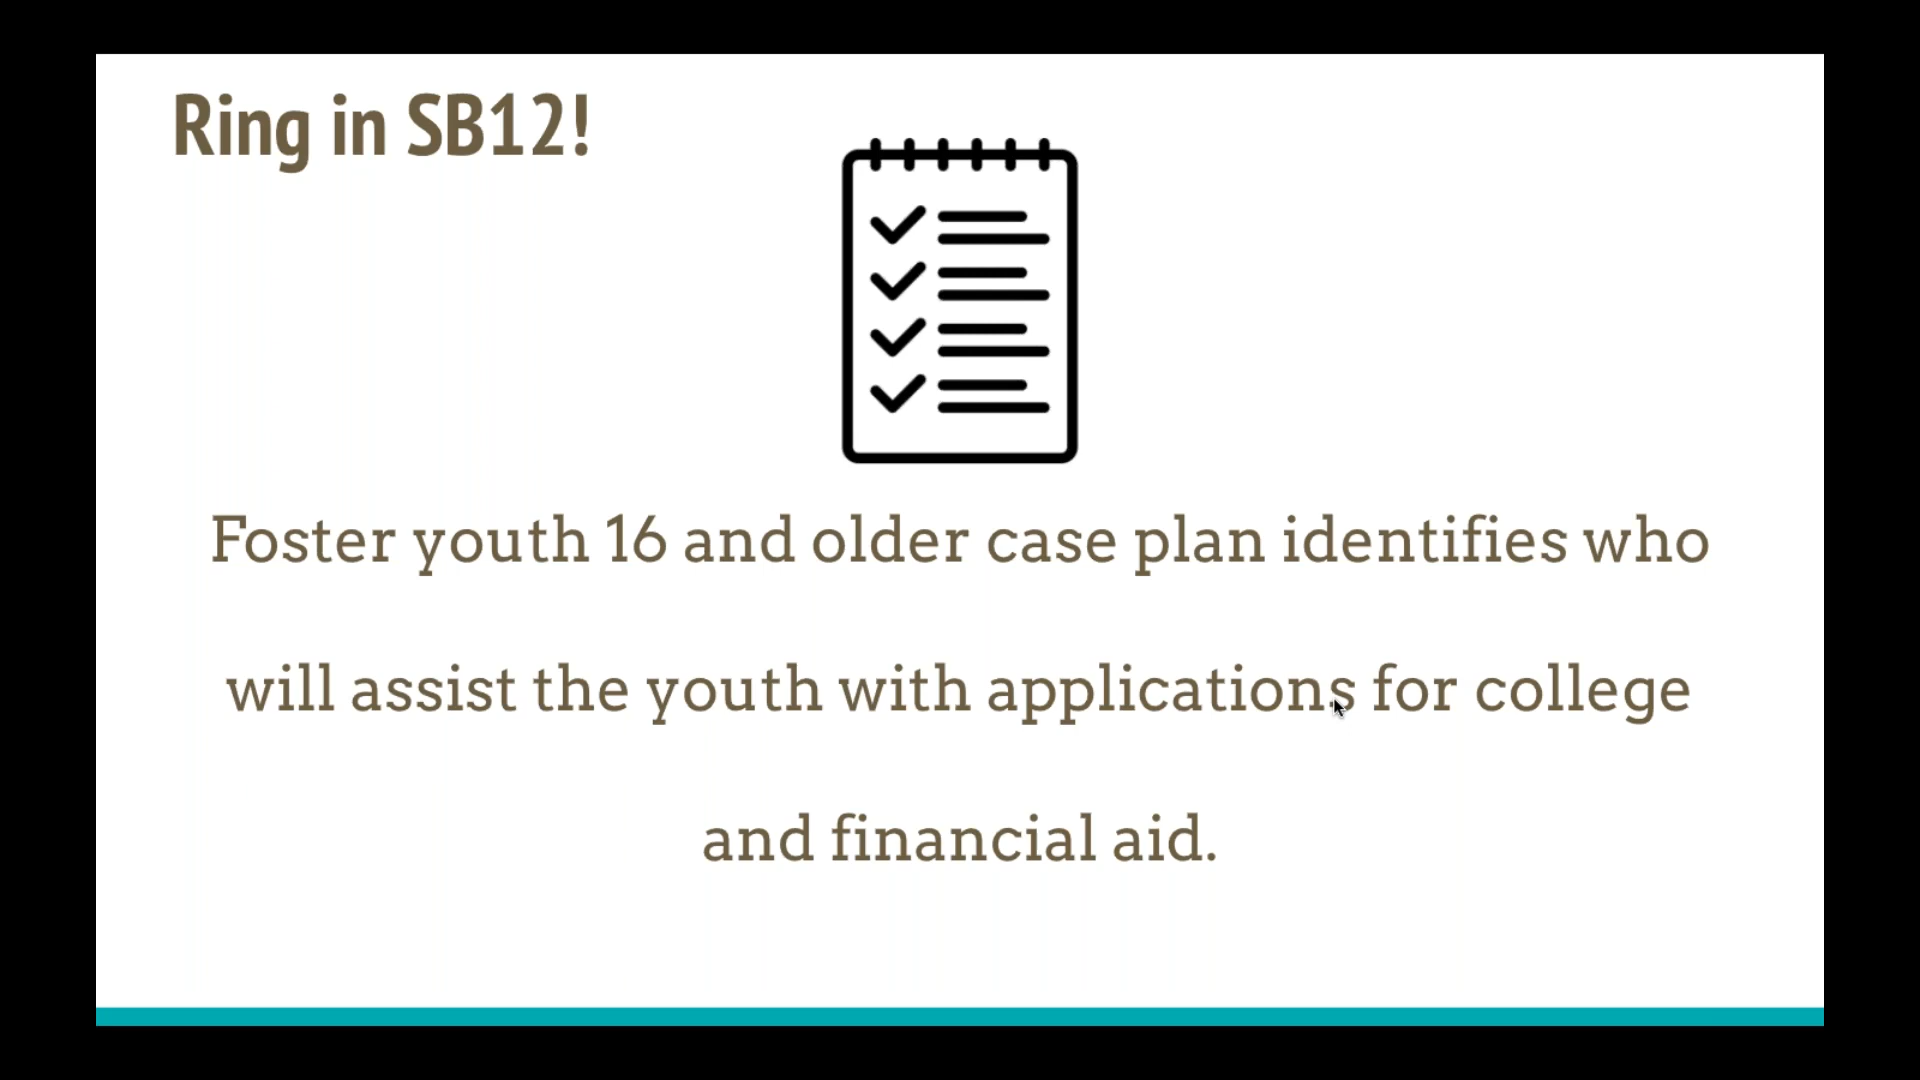 Ring in SB12!
Foster youth 16 and older case plan identifies who
will assist the youth with applications for college
and financial aid.